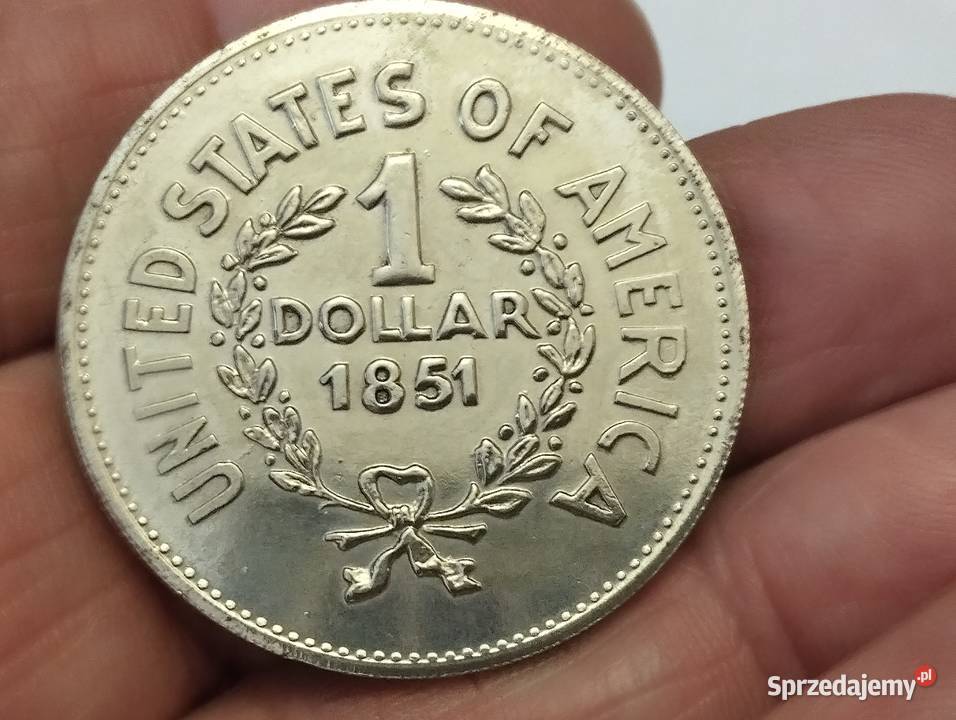 UNITED STATES OF AMERICA
1
DOLLAR
1851
Sprzedajemy.pl